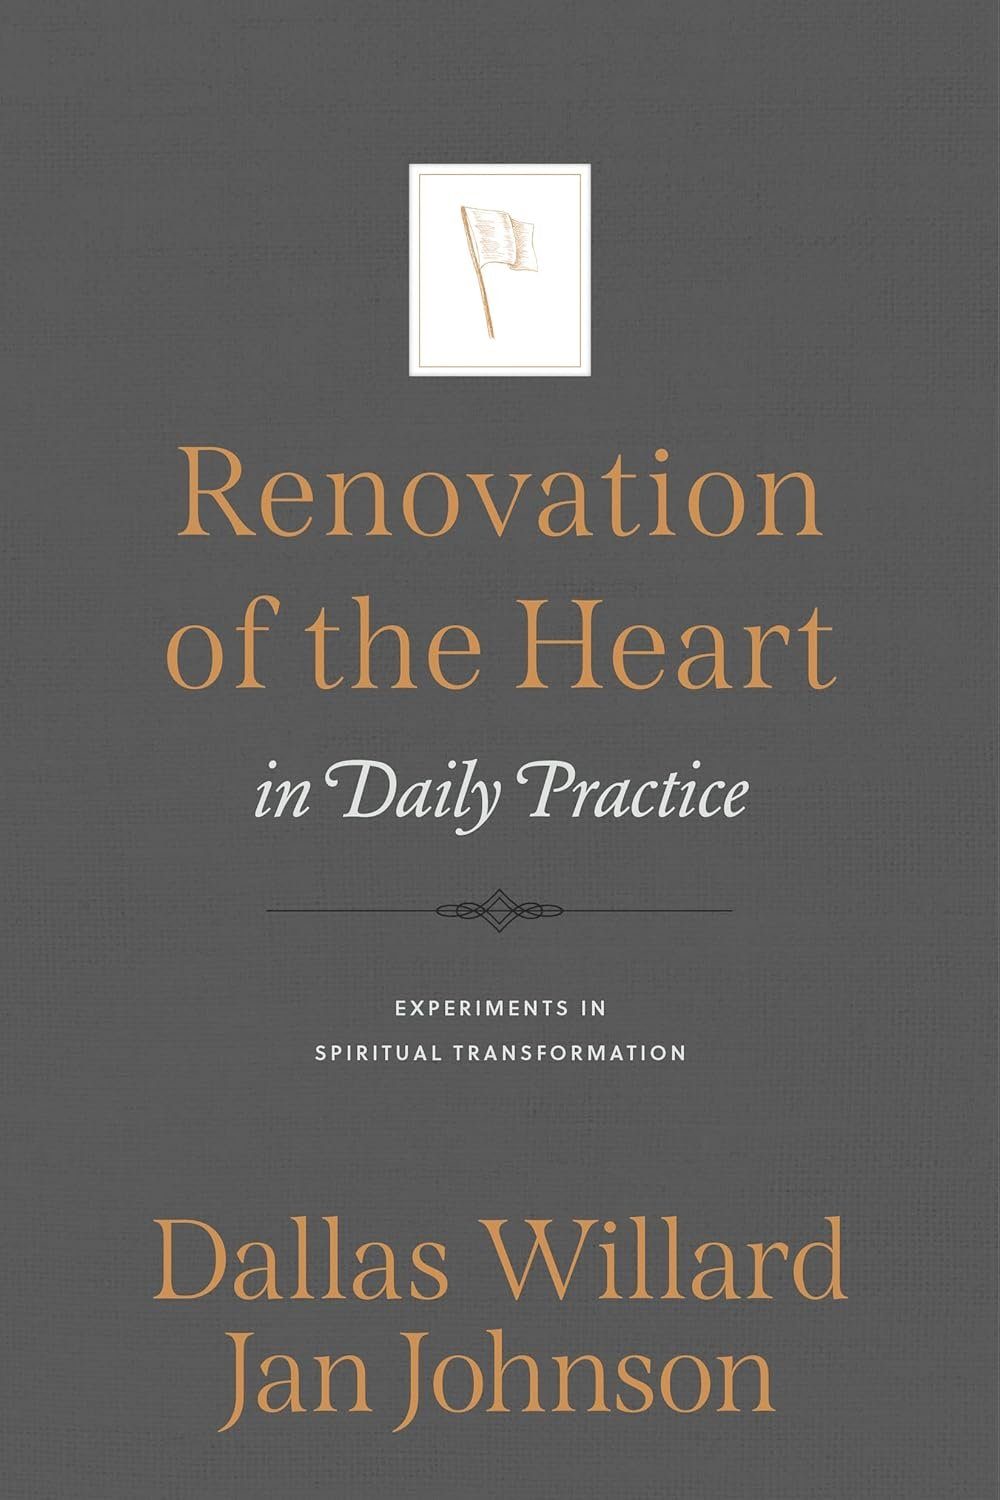 Renovation
of the Heart
in Daily Practice
EXPERIMENTS IN
SPIRITUAL TRANSFORMATION
Dallas Willard
Jan Johnson